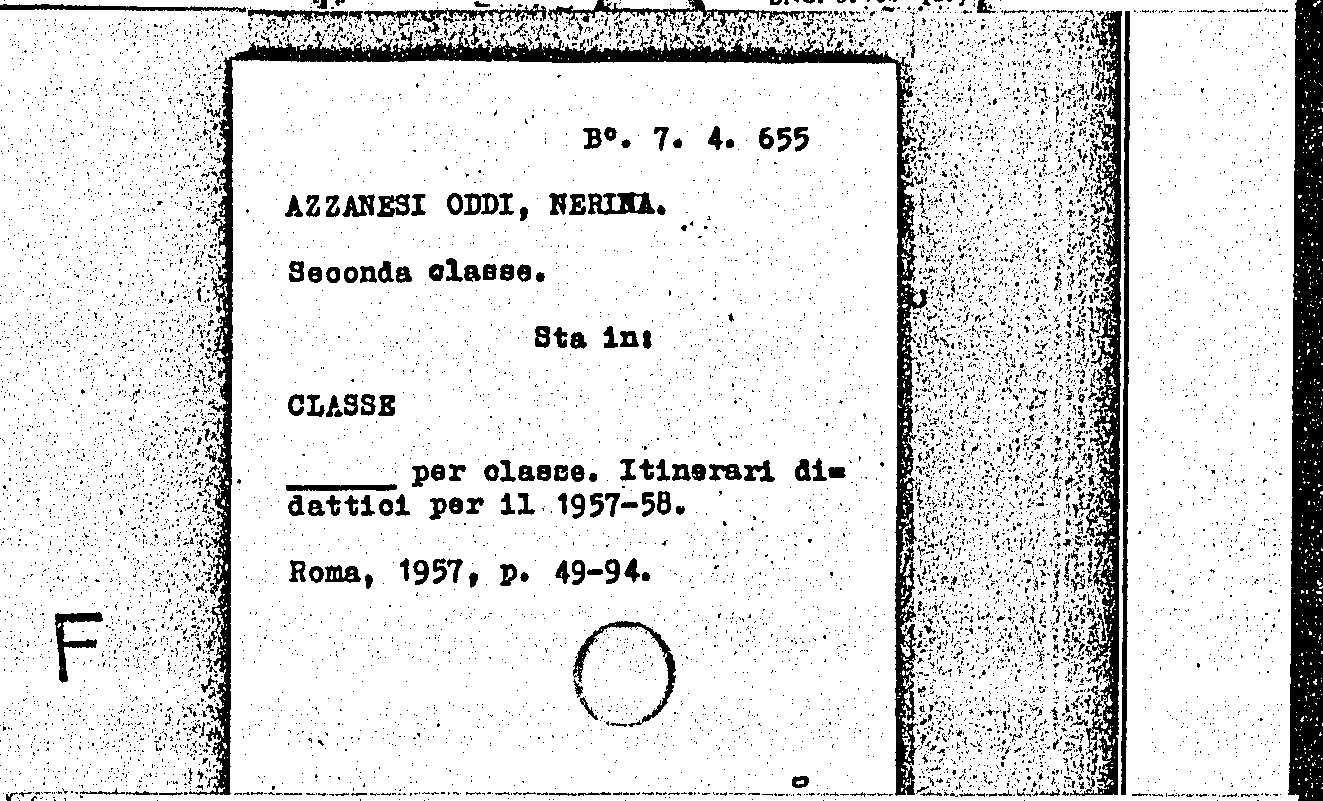 B°. 7. 4. 655
AZZANESI ODDI, NERINA.
Seconda classe.
Sta in:
CLASSE
_____ per classe. Itinerari di=
dattici per il 1957-58.
Roma, 1957, p. 49-94.
F